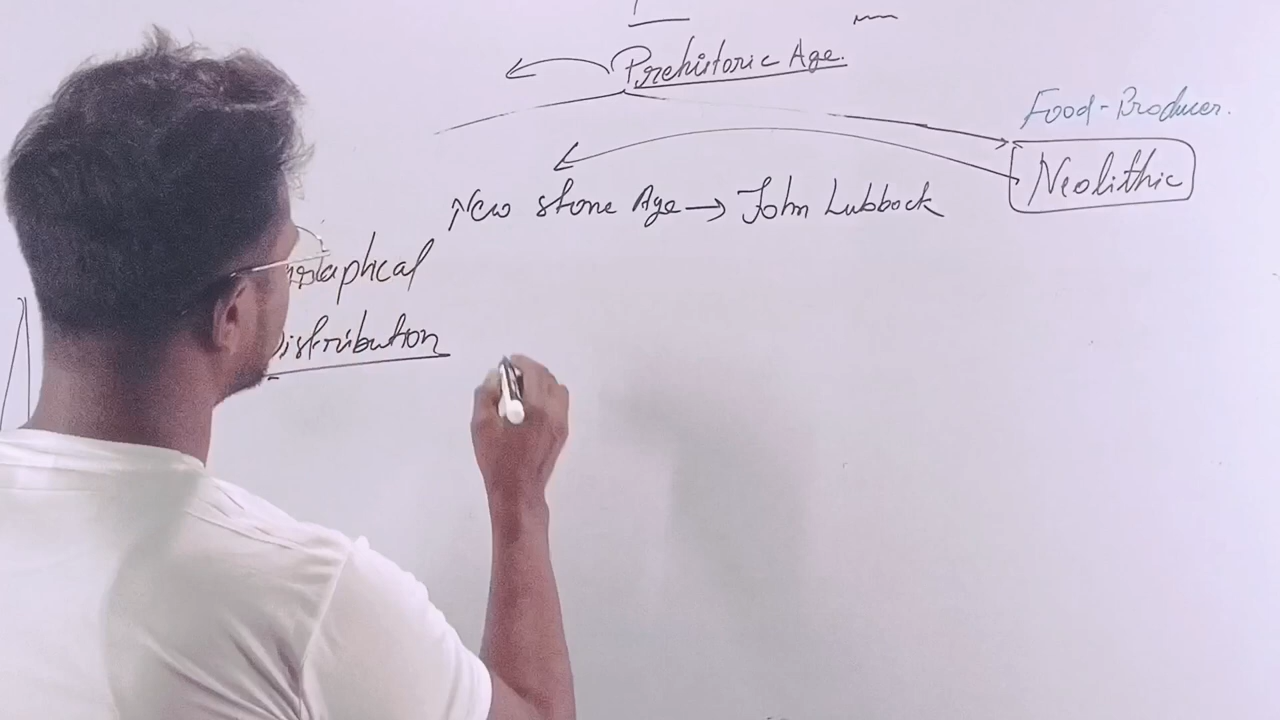 Prehistoric Age.
Food-Producer.
Neolithic
New stone Age → John Lubbock
Distribution